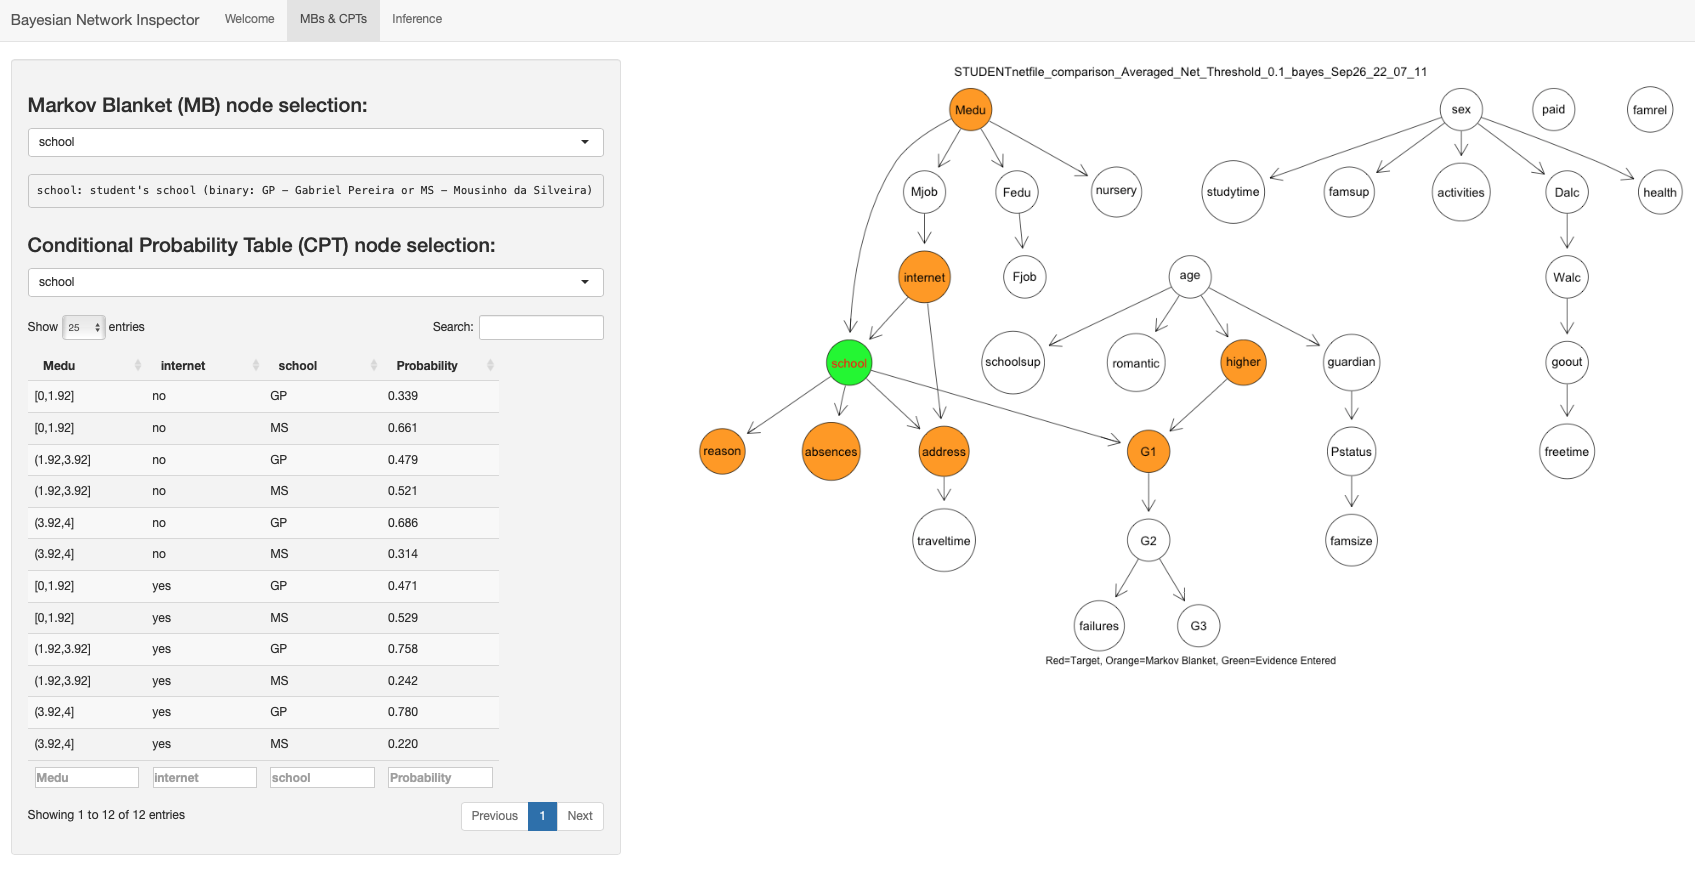 Bayesian Network Inspector Welcome MBs & CPTs Inference
Markov Blanket (MB) node selection:
school
school: student's school (binary: GP – Gabriel Pereira or MS – Mousinho da Silveira)
Conditional Probability Table (CPT) node selection:
school
Show 25 entries Search:
Medu internet school Probability
[0,1.92] no GP 0.339
[0,1.92] no MS 0.661
(1.92,3.92] no GP 0.479
(1.92,3.92] no MS 0.521
(3.92,4] no GP 0.686
(3.92,4] no MS 0.314
[0,1.92] yes GP 0.471
[0,1.92] yes MS 0.529
(1.92,3.92] yes GP 0.758
(1.92,3.92] yes MS 0.242
(3.92,4] yes GP 0.780
(3.92,4] yes MS 0.220
Medu internet school Probability
Showing 1 to 12 of 12 entries Previous 1 Next
STUDENTnetfile_comparison_Averaged_Net_Threshold_0.1_bayes_Sep26_22_07_11
Medu sex paid famrel
Mjob Fedu nursery studytime famsup activities Dalc health
internet Fjob age Walc
school schoolsup romantic higher guardian goout
reason absences address G1 Pstatus freetime
traveltime G2 famsize
failures G3
Red=Target, Orange=Markov Blanket, Green=Evidence Entered